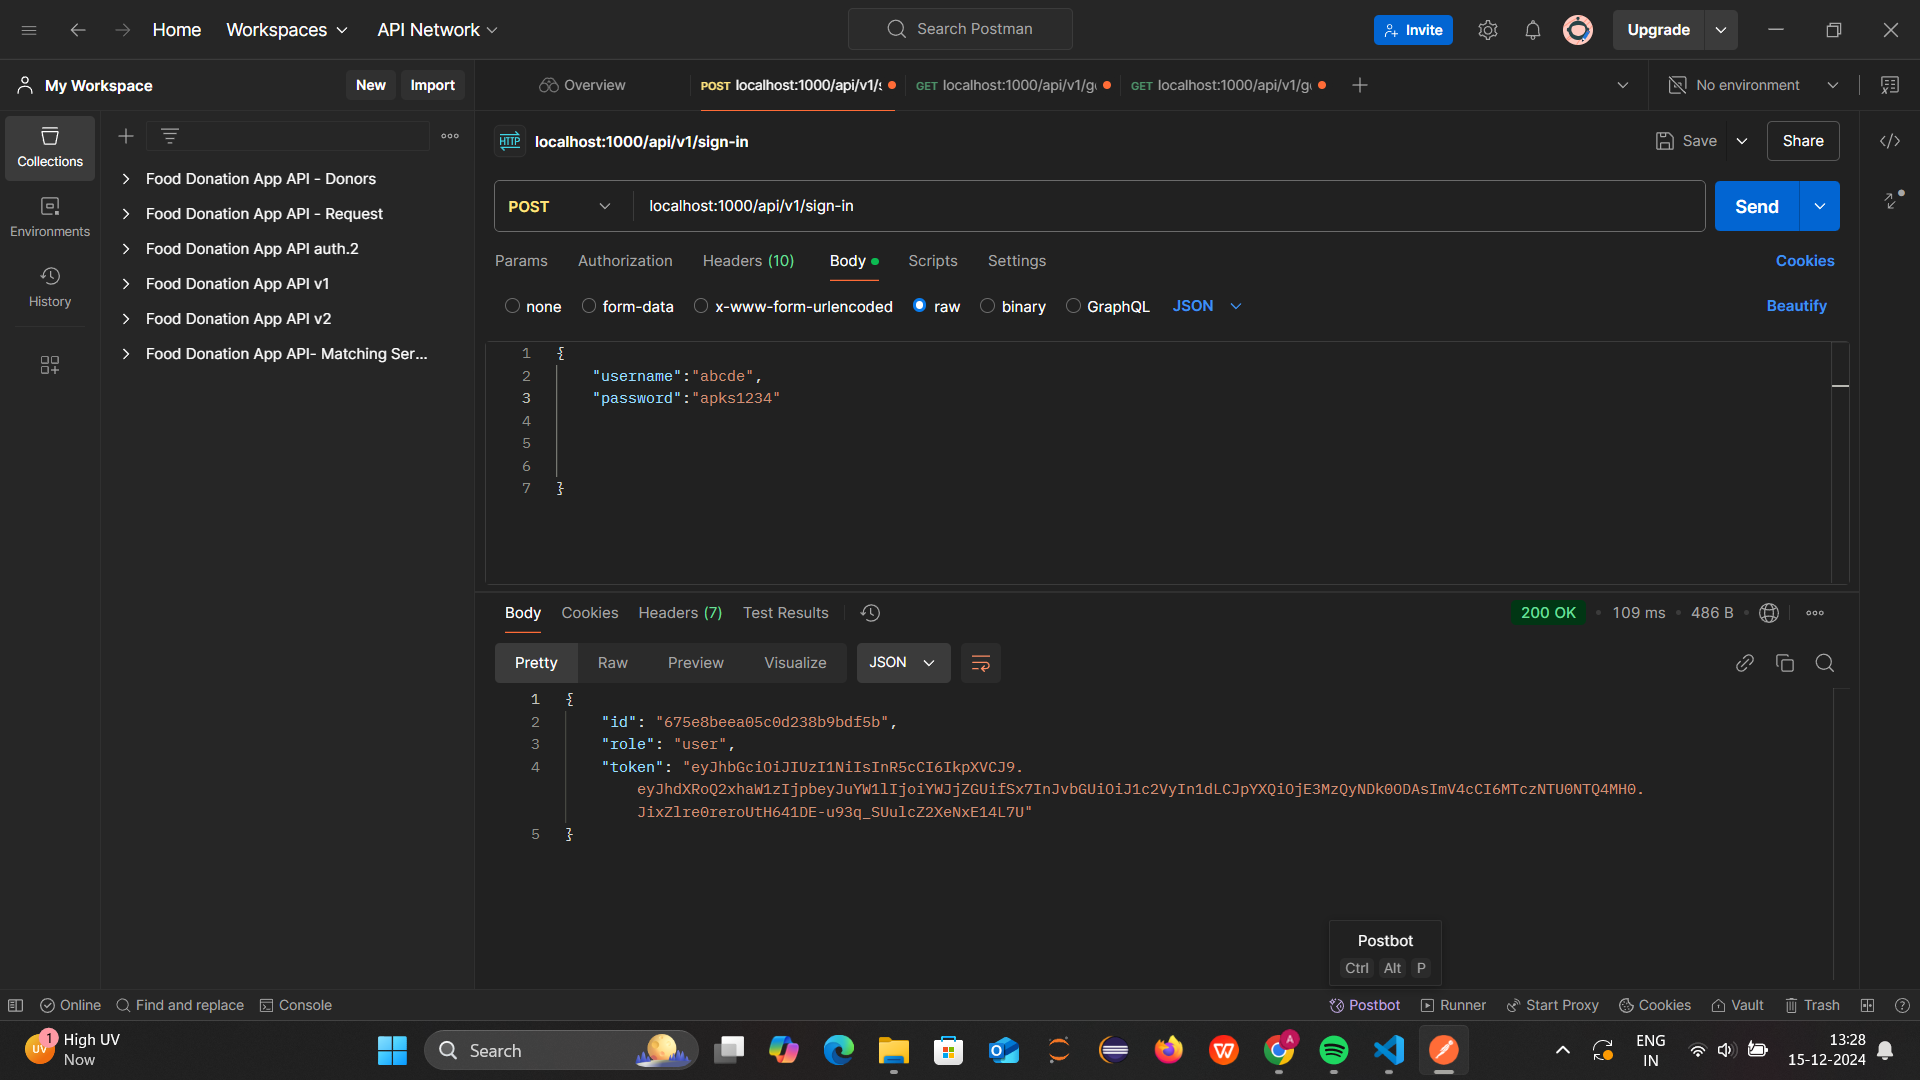 Home
Workspaces
API Network
Search Postman
Invite
Upgrade
My Workspace
New
Import
Overview
POST localhost:1000/api/v1/s
GET localhost:1000/api/v1/g
GET localhost:1000/api/v1/g
No environment
Collections
Environments
History
Food Donation App API - Donors
Food Donation App API - Request
Food Donation App API auth.2
Food Donation App API v1
Food Donation App API v2
Food Donation App API- Matching Ser...
HTTP
localhost:1000/api/v1/sign-in
Save
Share
POST
localhost:1000/api/v1/sign-in
Send
Params
Authorization
Headers (10)
Body
Scripts
Settings
Cookies
none
form-data
x-www-form-urlencoded
raw
binary
GraphQL
JSON
Beautify
1 {
2 "username":"abcde",
3 "password":"apks1234"
4
5
6
7 }
Body
Cookies
Headers (7)
Test Results
200 OK
109 ms
486 B
Pretty
Raw
Preview
Visualize
JSON
1 {
2 "id": "675e8beea05c0d238b9bdf5b",
3 "role": "user",
4 "token": "eyJhbGciOiJIUzI1NiIsInR5cCI6IkpXVCJ9.
eyJhdXRoQ2xhaW1zIjpbeyJuYW1lIjoiYWJjZGUifSx7InJvbGUiOiJ1c2VyIn1dLCJpYXQiOjE3MzQyNDk0ODAsImV4cCI6MTczNTU0NTQ4MH0.
JixZlre0reroUtH641DE-u93q_SUulcZ2XeNxE14L7U"
5 }
Postbot
Ctrl Alt P
Online
Find and replace
Console
Postbot
Runner
Start Proxy
Cookies
Vault
Trash
UV
1
High UV
Now
Search
A
ENG
IN
13:28
15-12-2024